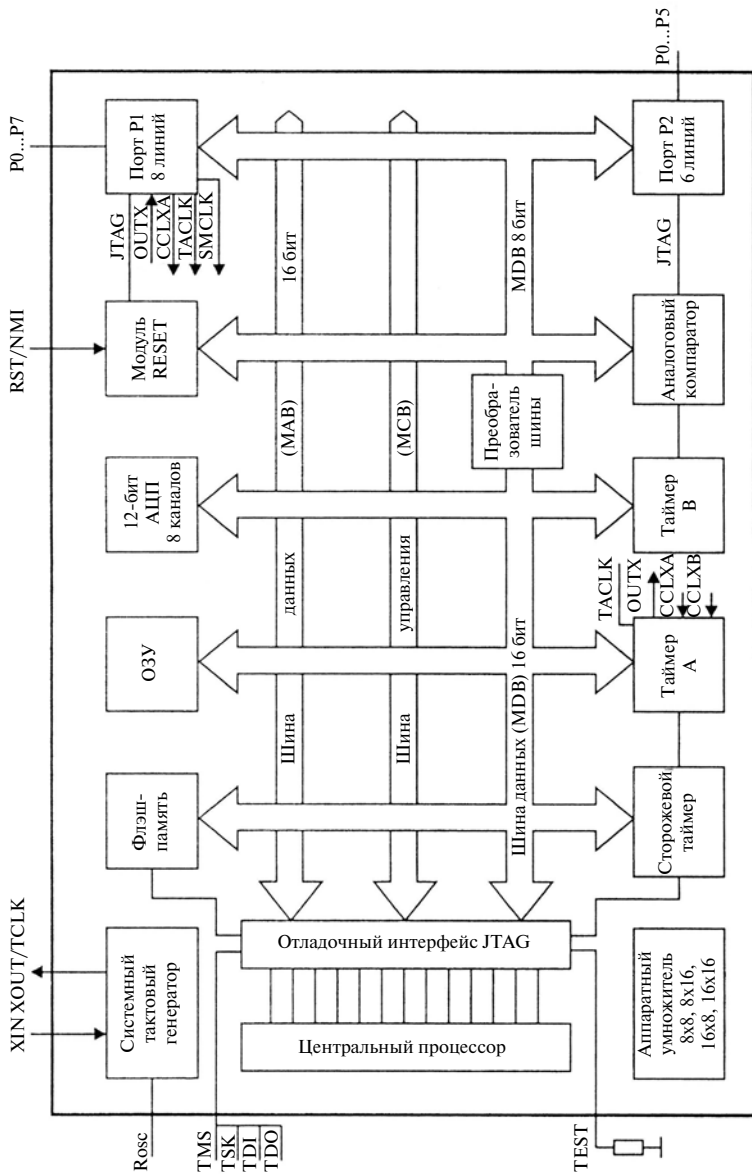 XIN
XOUT/TCLK
RST/NMI
P0...P7
Системный
тактовый
генератор
Флэш-
память
ОЗУ
12-бит
АЦП
8 каналов
Модуль
RESET
Порт P1
8 линий
JTAG
OUTX
CCLXA
TACLK
SMCLK
Rosc
TMS
TSK
TDI
TDO
Шина
данных
(MAB)
16 бит
Шина
управления
(MCB)
Отладочный интерфейс JTAG
Центральный процессор
Шина данных (MDB) 16 бит
Преобра-
зователь
шины
MDB 8 бит
TACLK
OUTX
CCLXA
CCLXB
JTAG
TEST
Аппаратный
умножитель
8x8, 8x16,
16x8, 16x16
Сторожевой
таймер
Таймер
A
Таймер
B
Аналоговый
компаратор
Порт P2
6 линий
P0...P5